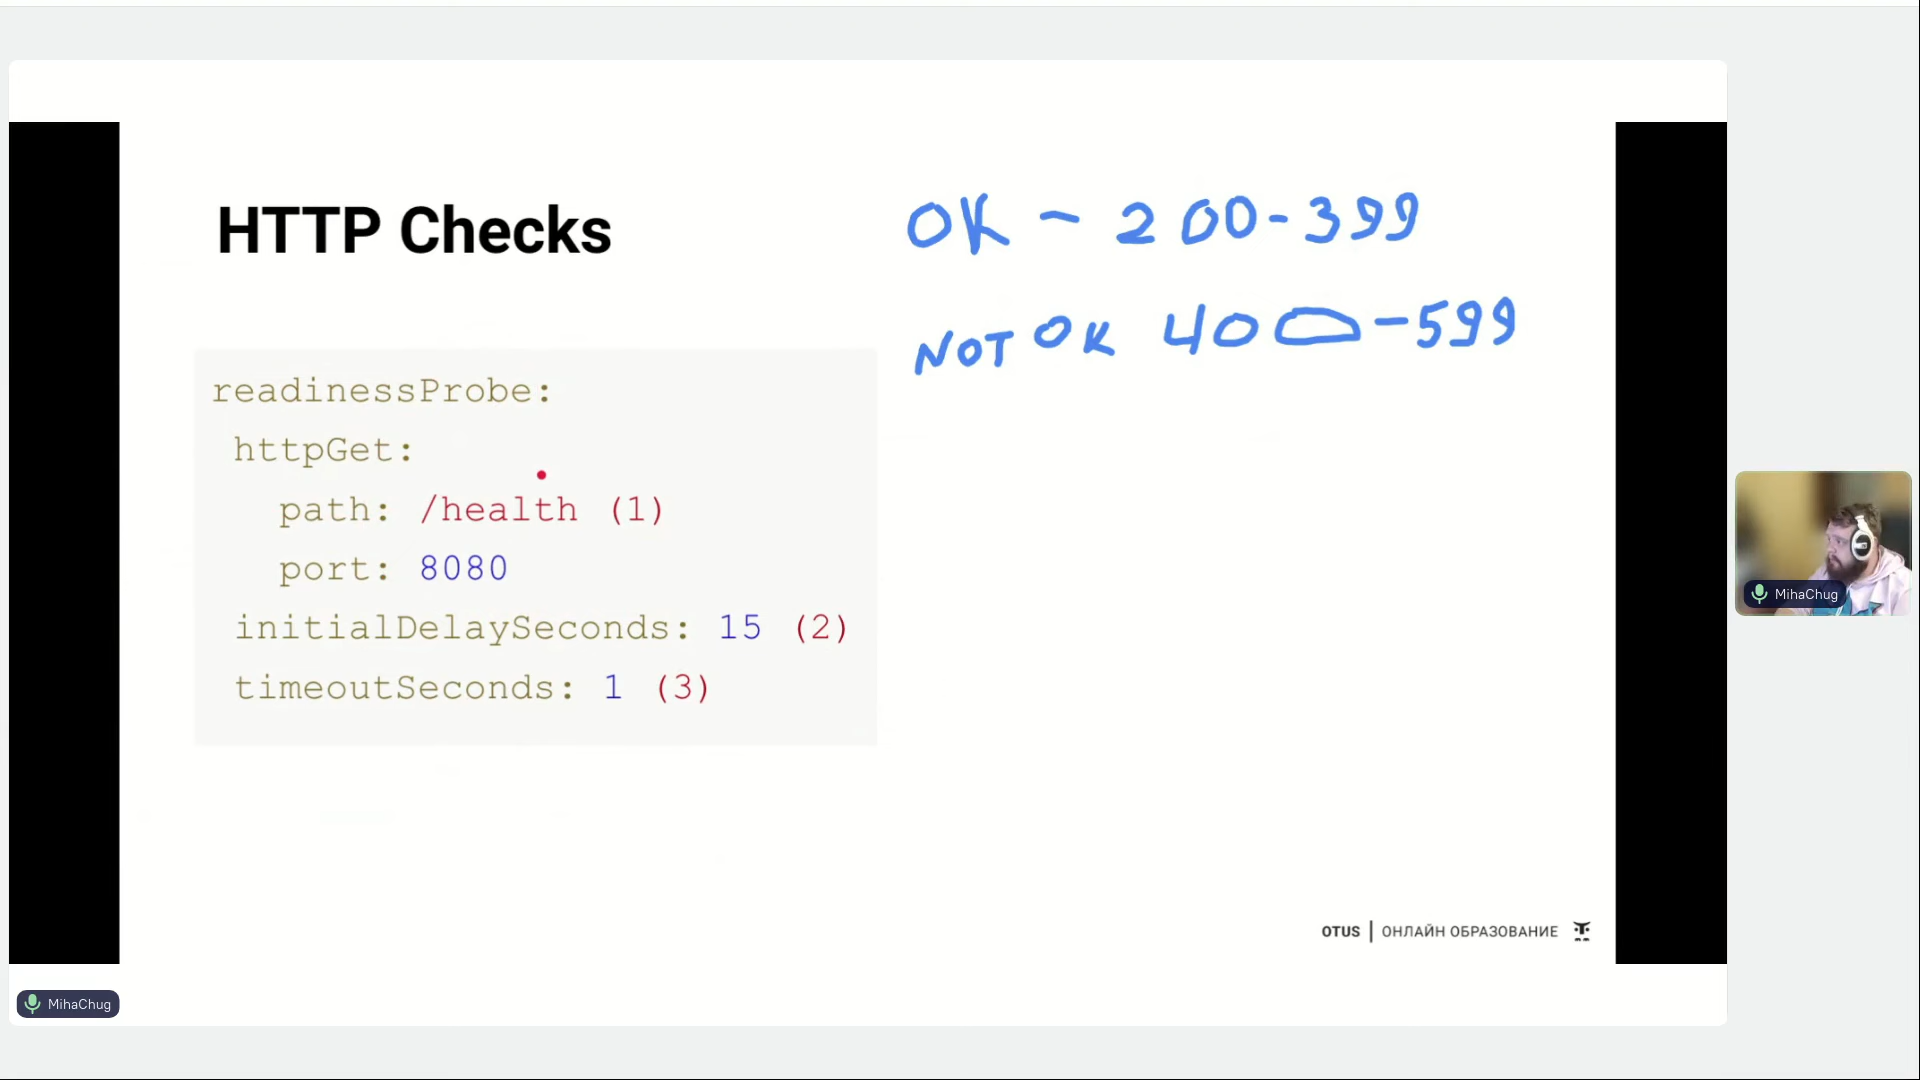 HTTP Checks
OK - 200-399
NOT OK 400-599
readinessProbe:
httpGet:
path: /health (1)
port: 8080
initialDelaySeconds: 15 (2)
timeoutSeconds: 1 (3)
MihaChug
OTUS | ОНЛАЙН ОБРАЗОВАНИЕ
MihaChug